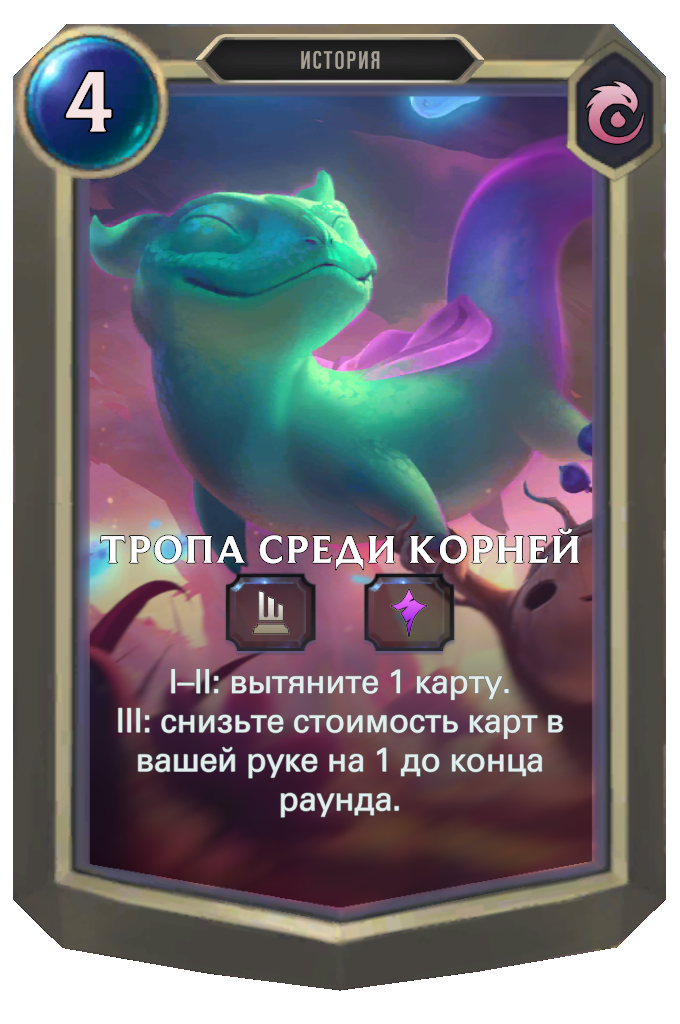 ИСТОРИЯ
4
ТРОПА СРЕДИ КОРНЕЙ
I–II: вытяните 1 карту.
III: снизьте стоимость карт в
вашей руке на 1 до конца
раунда.